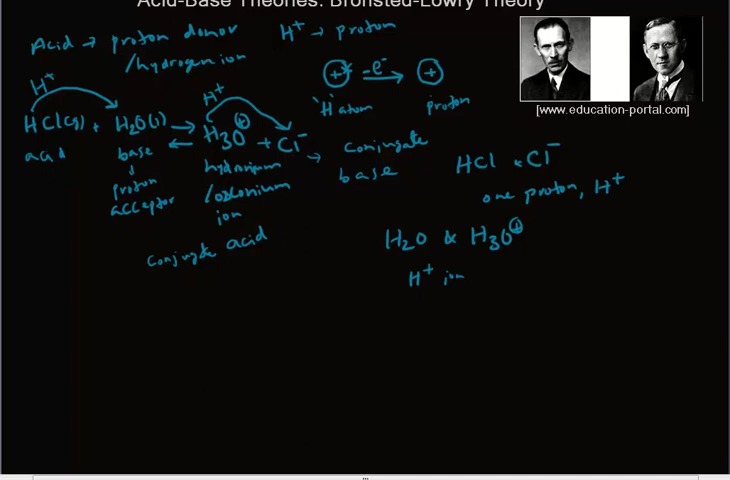 Acid-Base Theories: Bronsted-Lowry Theory
Acid → proton donor
/hydrogen ion
H+ → proton
+ -e- → +
'H' atom proton
[www.education-portal.com]
H+ H+
HCl(g) + H2O(l) ⇌ H3O+ + Cl- → conjugate base
acid
base
↓
proton
acceptor
hydronium
/oxonium
ion
conjugate acid
HCl & Cl-
one proton, H+
H2O & H3O+
H+ ion